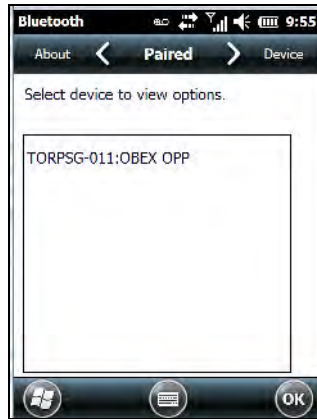 Bluetooth 9:55
About Paired Device
Select device to view options.
TORPSG-011:OBEX OPP
OK